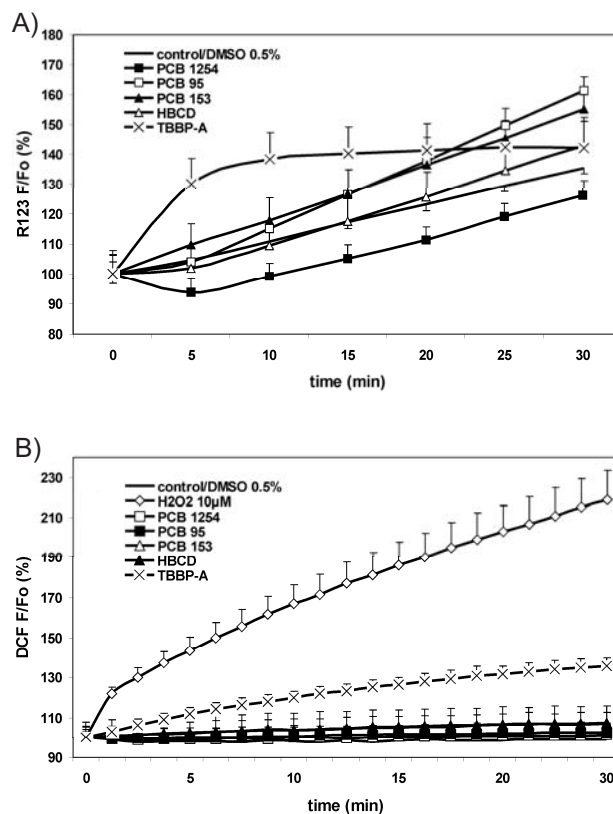 A)
control/DMSO 0.5%
PCB 1254
PCB 95
PCB 153
HBCD
TBBP-A
180
170
160
150
140
130
120
110
100
90
80
R123 F/Fo (%)
0 5 10 15 20 25 30
time (min)
B)
control/DMSO 0.5%
H2O2 10µM
PCB 1254
PCB 95
PCB 153
HBCD
TBBP-A
230
210
190
170
150
130
110
90
DCF F/Fo (%)
0 5 10 15 20 30
time (min)